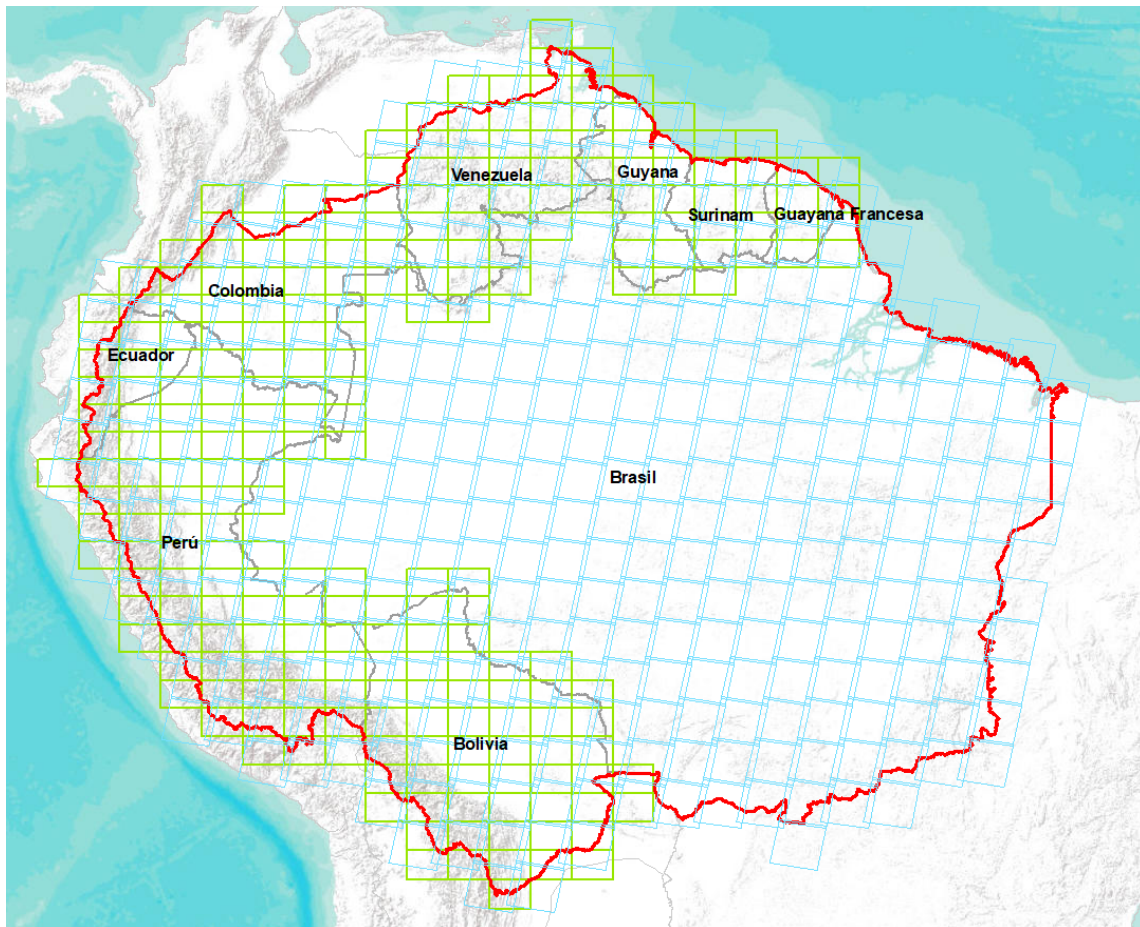 Venezuela
Guyana
Surinam
Guayana Francesa
Colombia
Ecuador
Brasil
Perú
Bolivia